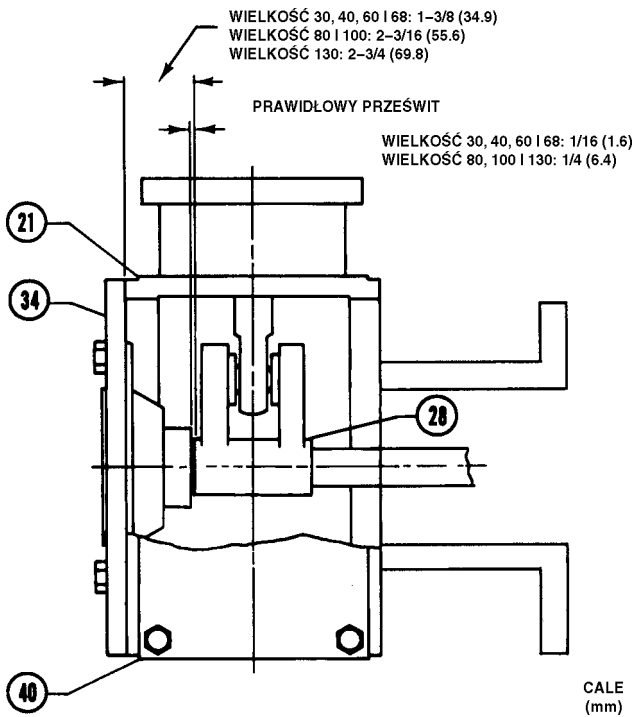 WIELKOŚĆ 30, 40, 60 I 68: 1–3/8 (34.9)
WIELKOŚĆ 80 I 100: 2–3/16 (55.6)
WIELKOŚĆ 130: 2–3/4 (69.8)
PRAWIDŁOWY PRZEŚWIT
WIELKOŚĆ 30, 40, 60 I 68: 1/16 (1.6)
WIELKOŚĆ 80, 100 I 130: 1/4 (6.4)
21
34
28
40
CALE
(mm)